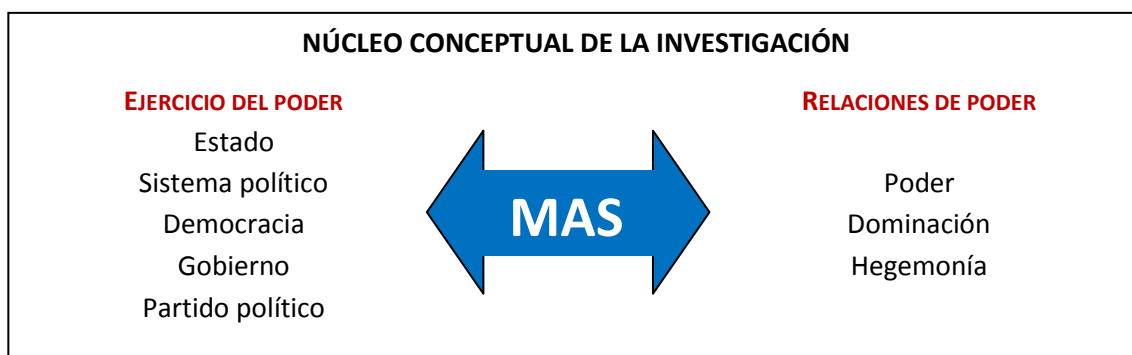 NÚCLEO CONCEPTUAL DE LA INVESTIGACIÓN
EJERCICIO DEL PODER
Estado
Sistema político
Democracia
Gobierno
Partido político
MAS
RELACIONES DE PODER
Poder
Dominación
Hegemonía